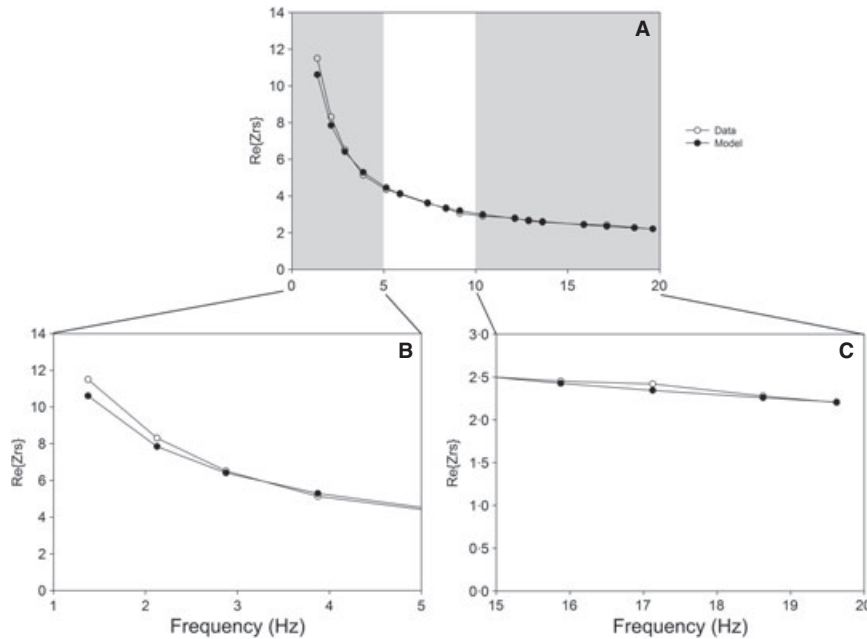 A
14
12
10
8
6
4
2
0
Re{Zrs}
0 5 10 15 20
Data
Model
B
14
12
10
8
6
4
2
0
Re{Zrs}
1 2 3 4 5
Frequency (Hz)
C
3·0
2·5
2·0
1·5
1·0
0·5
0·0
Re{Zrs}
15 16 17 18 19 20
Frequency (Hz)